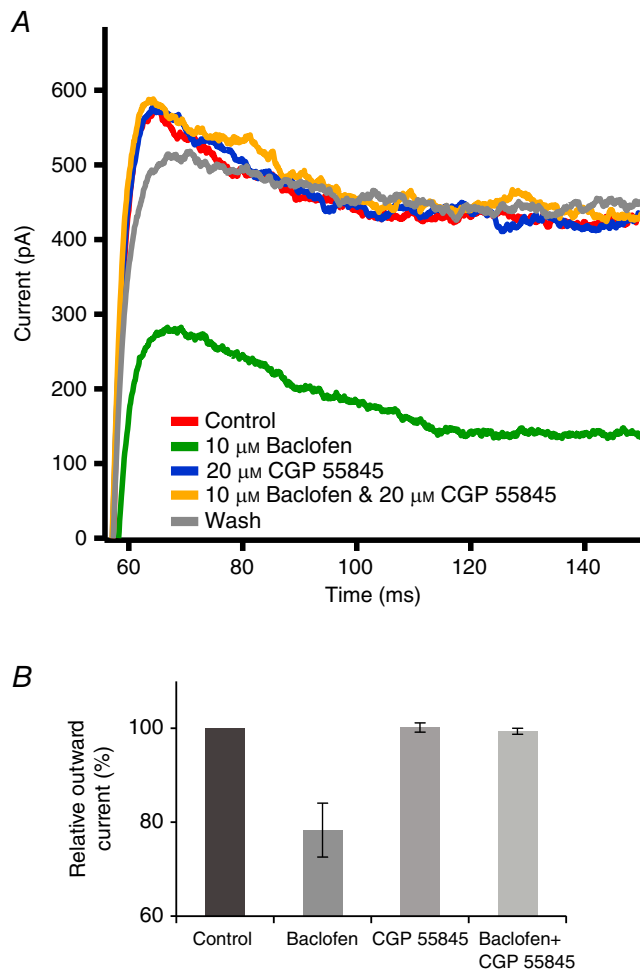 A
600
500
400
300
200
100
0
Current (pA)
Control
10 μM Baclofen
20 μM CGP 55845
10 μM Baclofen & 20 μM CGP 55845
Wash
60 80 100 120 140
Time (ms)
B
Relative outward
current (%)
100
80
60
Control Baclofen CGP 55845 Baclofen+
CGP 55845